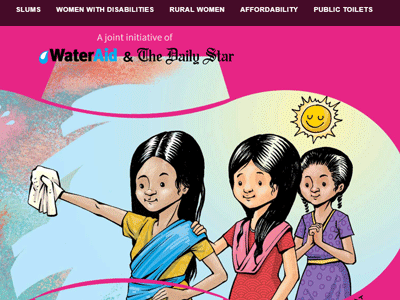 SLUMS WOMEN WITH DISABILITIES RURAL WOMEN AFFORDABILITY PUBLIC TOILETS
A joint initiative of
WaterAid & The Daily Star